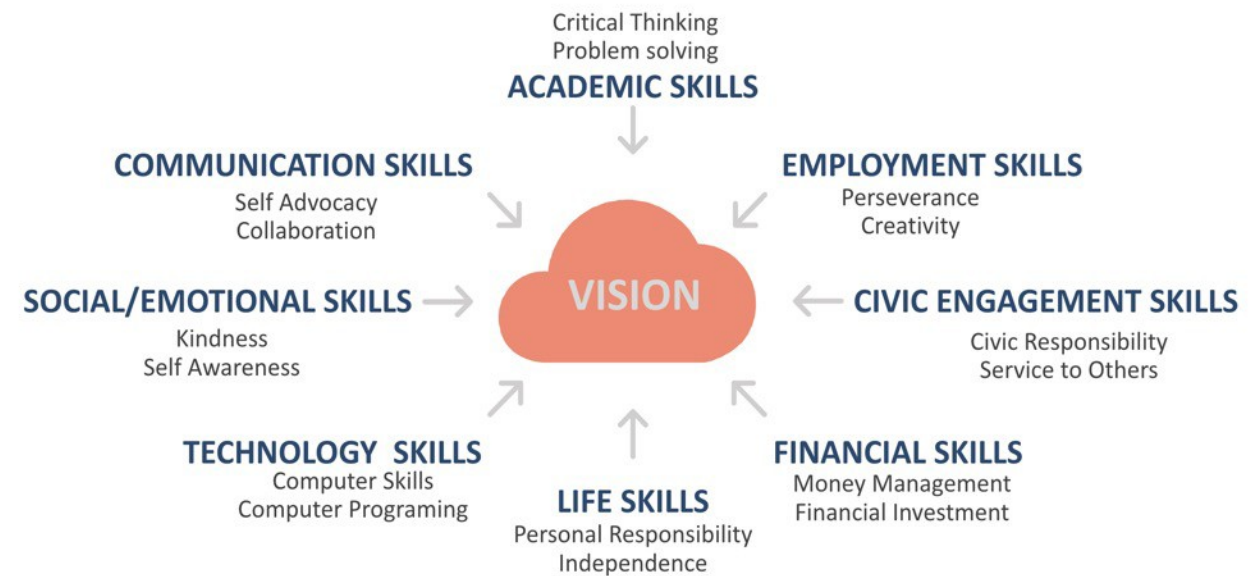 Critical Thinking
Problem solving
ACADEMIC SKILLS
COMMUNICATION SKILLS
Self Advocacy
Collaboration
EMPLOYMENT SKILLS
Perseverance
Creativity
VISION
SOCIAL/EMOTIONAL SKILLS
Kindness
Self Awareness
CIVIC ENGAGEMENT SKILLS
Civic Responsibility
Service to Others
TECHNOLOGY SKILLS
Computer Skills
Computer Programing
LIFE SKILLS
Personal Responsibility
Independence
FINANCIAL SKILLS
Money Management
Financial Investment